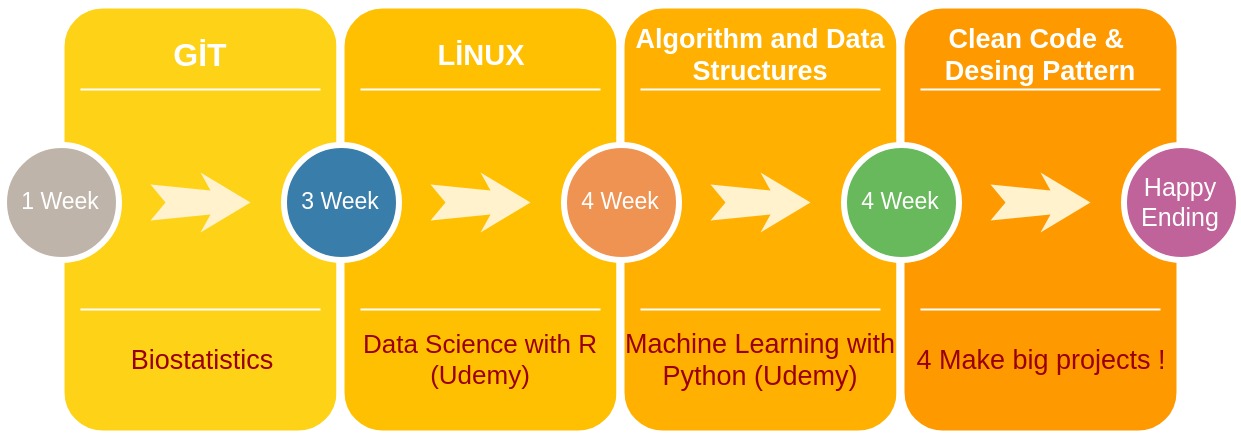 GİT
LİNUX
Algorithm and Data
Structures
Clean Code &
Desing Pattern
1 Week
3 Week
4 Week
4 Week
Happy
Ending
Biostatistics
Data Science with R
(Udemy)
Machine Learning with
Python (Udemy)
4 Make big projects !